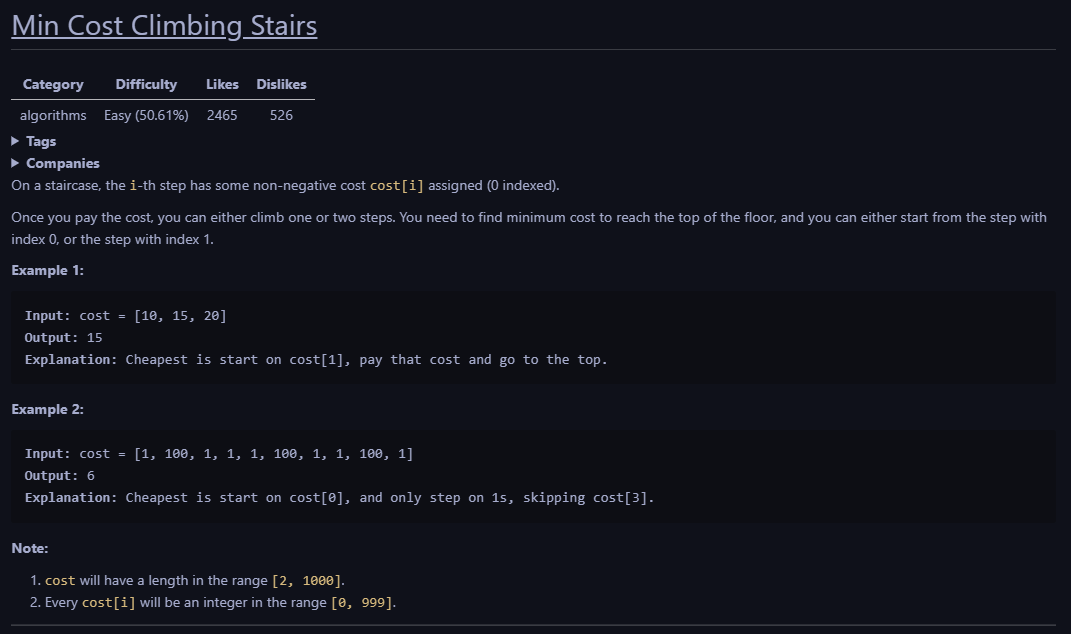 Min Cost Climbing Stairs
Category Difficulty Likes Dislikes
algorithms Easy (50.61%) 2465 526
Tags
Companies
On a staircase, the i-th step has some non-negative cost cost[i] assigned (0 indexed).
Once you pay the cost, you can either climb one or two steps. You need to find minimum cost to reach the top of the floor, and you can either start from the step with
index 0, or the step with index 1.
Example 1:
Input: cost = [10, 15, 20]
Output: 15
Explanation: Cheapest is start on cost[1], pay that cost and go to the top.
Example 2:
Input: cost = [1, 100, 1, 1, 1, 100, 1, 1, 100, 1]
Output: 6
Explanation: Cheapest is start on cost[0], and only step on 1s, skipping cost[3].
Note:
1. cost will have a length in the range [2, 1000].
2. Every cost[i] will be an integer in the range [0, 999].